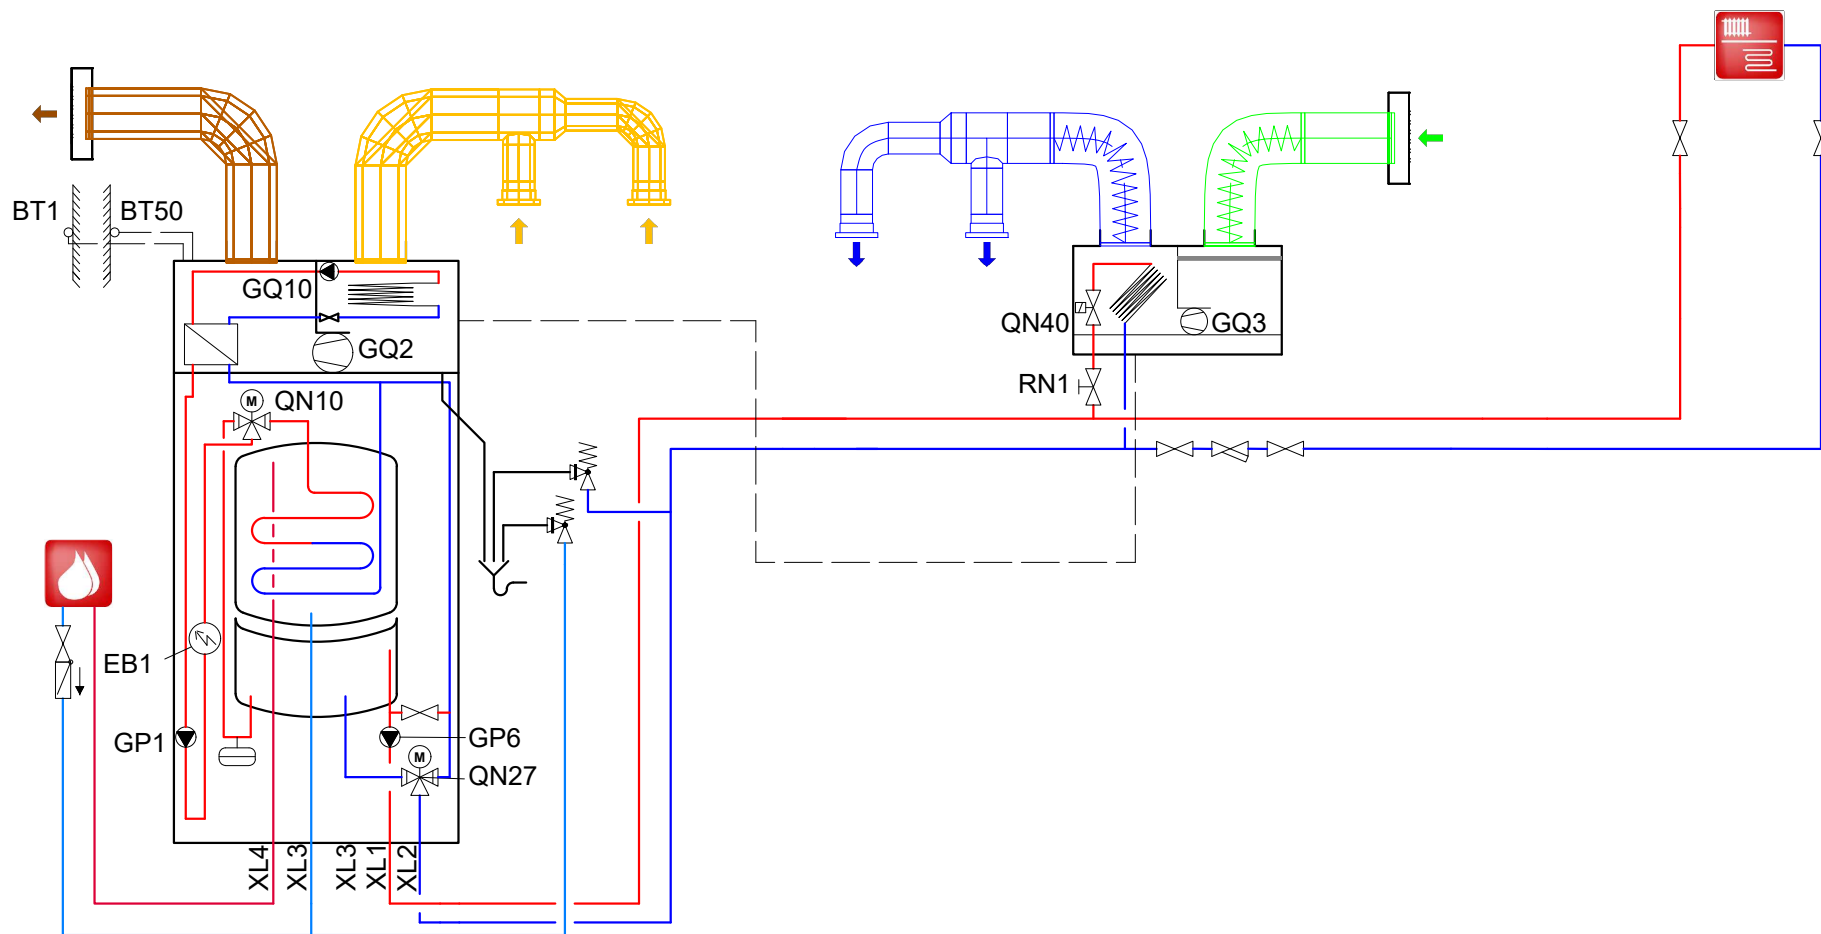 BT1
BT50
GQ10
GQ2
QN40
GQ3
RN1
M
QN10
EB1
GP1
GP6
M
QN27
XL4
XL3
XL3
XL1
XL2